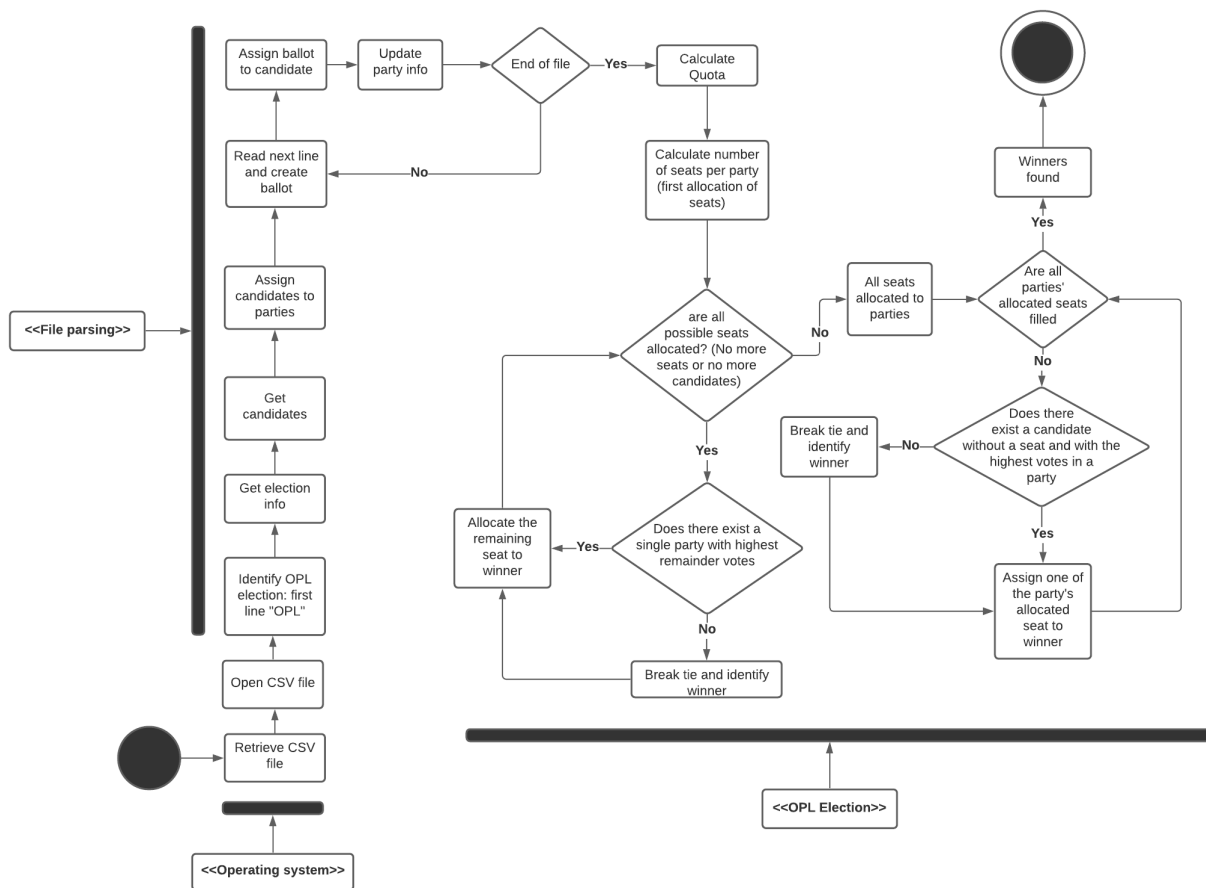 Assign ballot
to candidate
Update
party info
End of file
Yes
Calculate
Quota
Read next line
and create
ballot
No
Calculate number
of seats per party
(first allocation of
seats)
Winners
found
Yes
Assign
candidates to
parties
All seats
allocated to
parties
Are all
parties'
allocated seats
filled
<<File parsing>>
are all
possible seats
allocated? (No more
seats or no more
candidates)
No
No
Get
candidates
Does there
exist a candidate
without a seat and with the
highest votes in a
party
No
Break tie and
identify
winner
Yes
Get election
info
Allocate the
remaining
seat to
winner
Yes
Does there exist a
single party with highest
remainder votes
Yes
Identify OPL
election: first
line "OPL"
Assign one of
the party's
allocated
seat to
winner
No
Open CSV file
Break tie and identify
winner
Retrieve CSV
file
<<OPL Election>>
<<Operating system>>